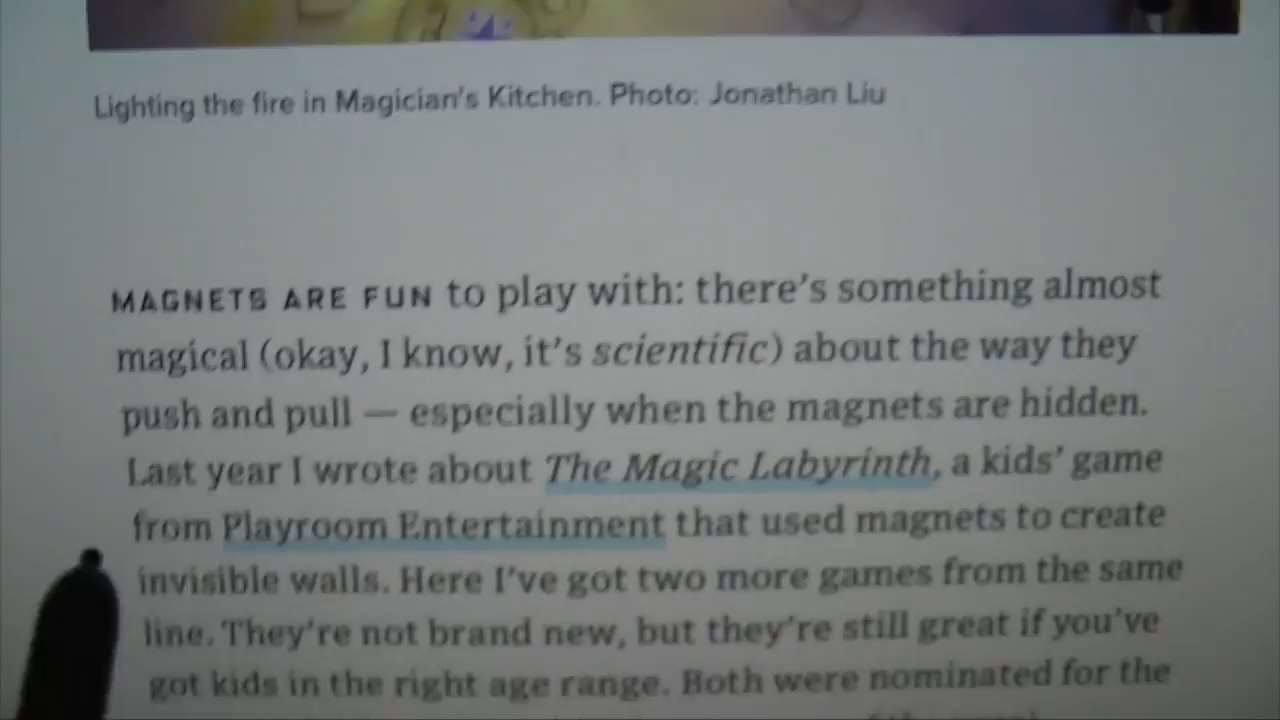 Lighting the fire in Magician's Kitchen. Photo: Jonathan Liu
MAGNETS ARE FUN to play with: there's something almost
magical (okay, I know, it's scientific) about the way they
push and pull — especially when the magnets are hidden.
Last year I wrote about The Magic Labyrinth, a kids' game
from Playroom Entertainment that used magnets to create
invisible walls. Here I've got two more games from the same
line. They're not brand new, but they're still great if you've
got kids in the right age range. Both were nominated for the